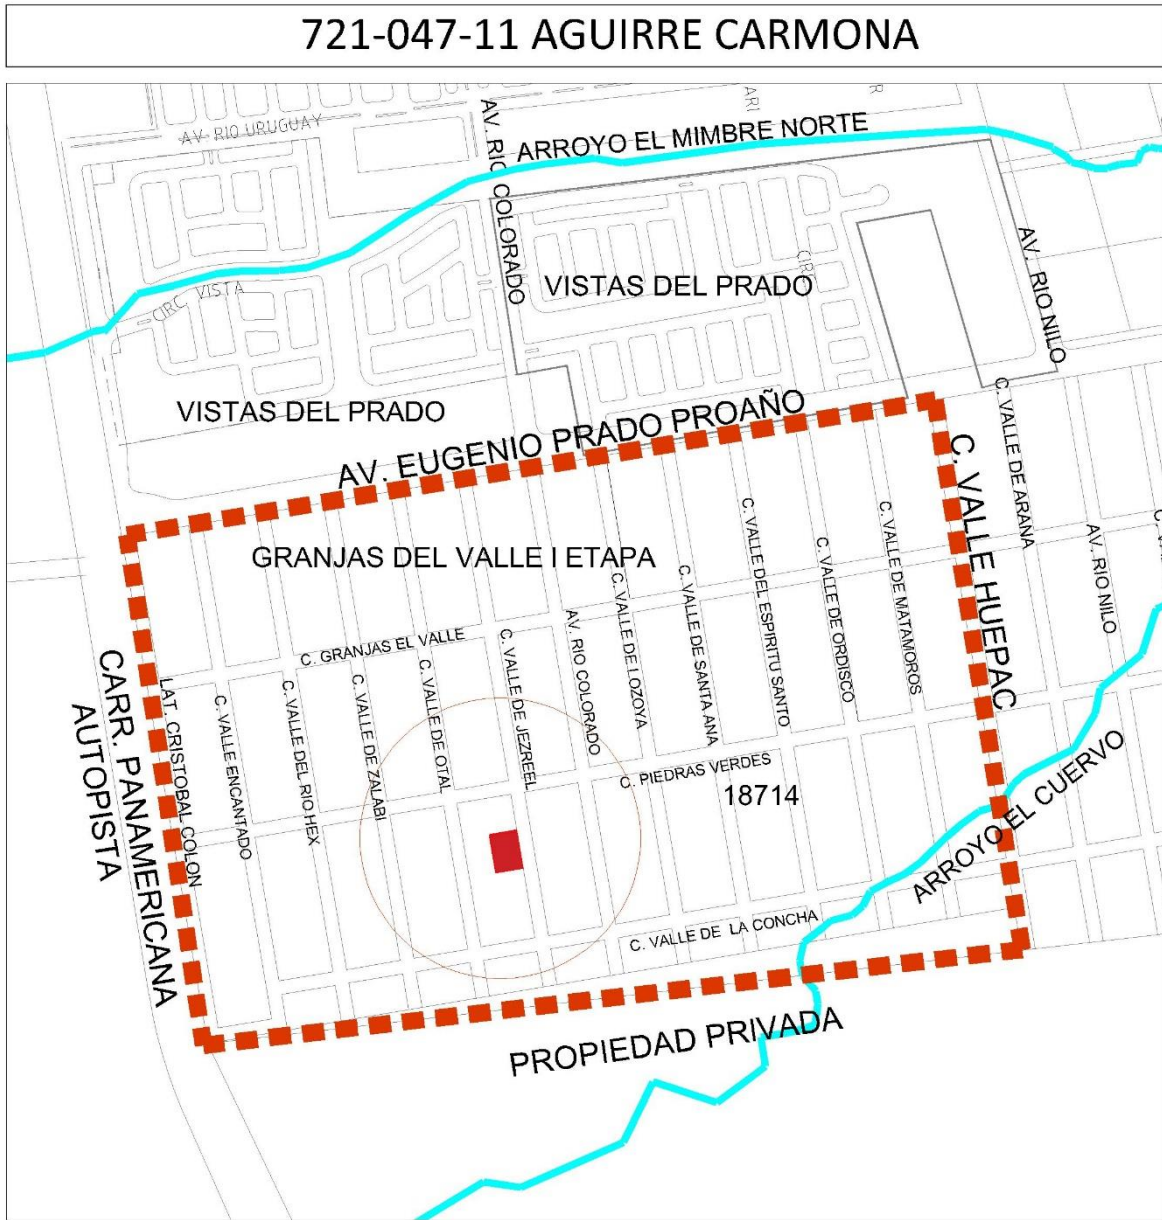 721-047-11 AGUIRRE CARMONA
AV. RIO URUGUAY
AV. RIO COLORADO
ARROYO EL MIMBRE NORTE
ARI
R
AV. RIO NILO
CIRC VISTA
VISTAS DEL PRADO
CIRC
VISTAS DEL PRADO
AV. EUGENIO PRADO PROAÑO
C. VALLE DE ARANA
C. VALLE HUEPAC
GRANJAS DEL VALLE I ETAPA
C. VALLE DEL ESPIRITU SANTO
C. VALLE DE MATAMOROS
C. VALLE DE ORDISCO
AV. RIO NILO
C. VALLE DE LOZOYA
C. VALLE DE SANTA ANA
AV. RIO COLORADO
C. GRANJAS EL VALLE
C. VALLE DE JEZREEL
C. VALLE DE OTAL
C. VALLE DE ZALABI
C. VALLE DEL RIO HEX
C. VALLE ENCANTADO
LAT. CRISTOBAL COLON
CARR. PANAMERICANA
AUTOPISTA
C. PIEDRAS VERDES
18714
ARROYO EL CUERVO
C. VALLE DE LA CONCHA
PROPIEDAD PRIVADA